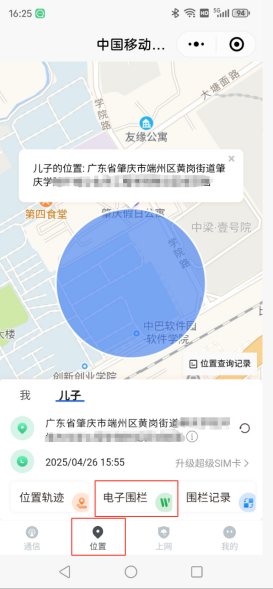 16:25
5G
94
中国移动...
大塘面路
学院路
友缘公寓
儿子的位置: 广东省肇庆市端州区黄岗街道肇
庆学
第四食堂
肇庆假日公寓
中梁·壹号院
学院路
中巴软件园
软件学院
大楼
创新创业学院
位置查询记录
我
儿子
广东省肇庆市端州区黄岗街道
2025/04/26 15:55
升级超级SIM卡
位置轨迹
电子围栏
围栏记录
通信
位置
上网
我的